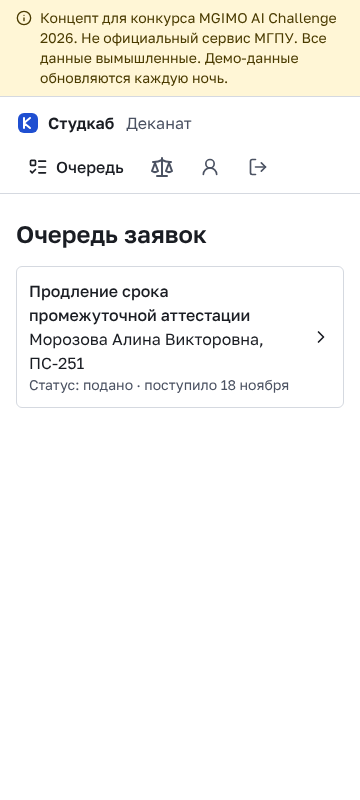 Концепт для конкурса MGIMO AI Challenge
2026. Не официальный сервис МГПУ. Все
данные вымышленные. Демо-данные
обновляются каждую ночь.
Студкаб Деканат
Очередь
Очередь заявок
Продление срока
промежуточной аттестации
Морозова Алина Викторовна,
ПС-251
Статус: подано · поступило 18 ноября